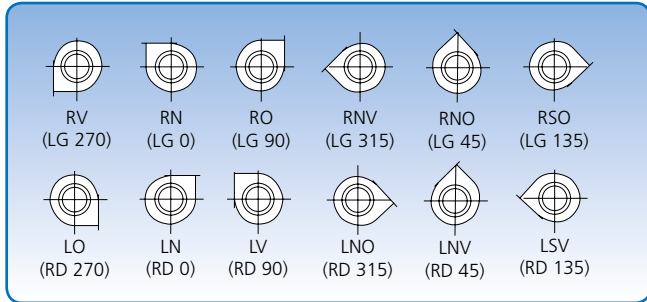 RV RN RO RNV RNO RSO
(LG 270) (LG 0) (LG 90) (LG 315) (LG 45) (LG 135)
LO LN LV LNO LNV LSV
(RD 270) (RD 0) (RD 90) (RD 315) (RD 45) (RD 135)